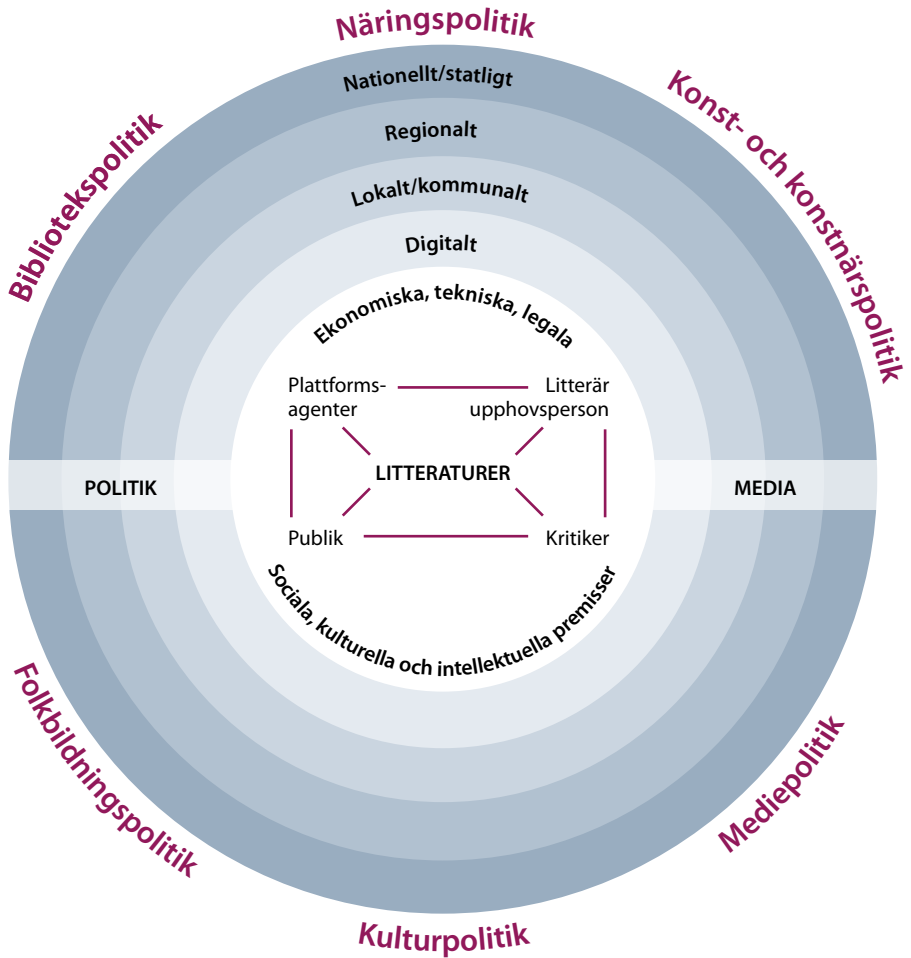 Näringspolitik
Konst- och konstnärspolitik
Bibliotekspolitik
Nationellt/statligt
Regionalt
Lokalt/kommunalt
Digitalt
Ekonomiska, tekniska, legala
Plattforms-
agenter
Litterär
upphovsperson
LITTERATURER
POLITIK
MEDIA
Publik
Kritiker
Sociala, kulturella och intellektuella premisser
Folkbildningspolitik
Mediepolitik
Kulturpolitik